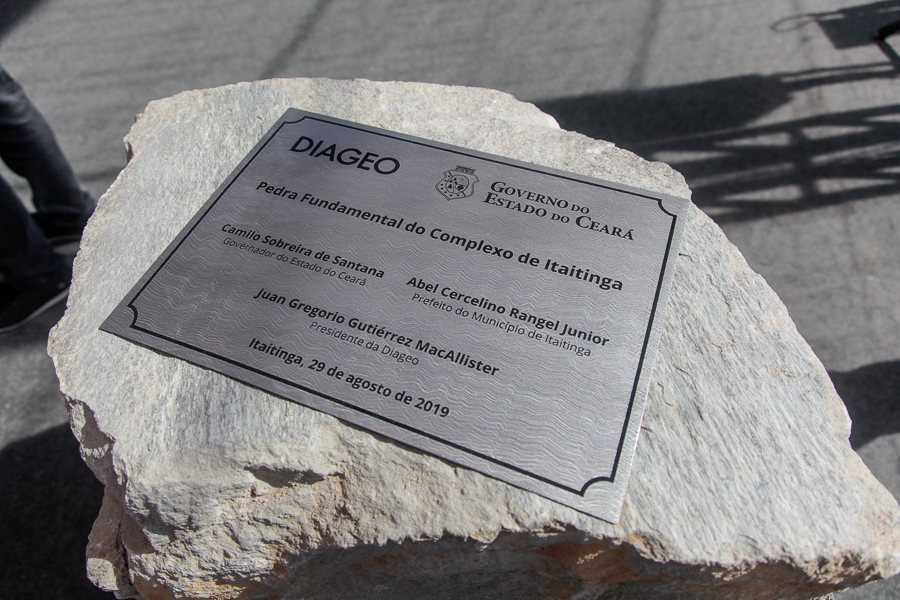 DIAGEO
GOVERNO DO
ESTADO DO CEARÁ
Pedra Fundamental do Complexo de Itaitinga
Camilo Sobreira de Santana
Governador do Estado do Ceará
Abel Cercelino Rangel Junior
Prefeito do Município de Itaitinga
Juan Gregorio Gutiérrez MacAllister
Presidente da Diageo
Itaitinga, 29 de agosto de 2019